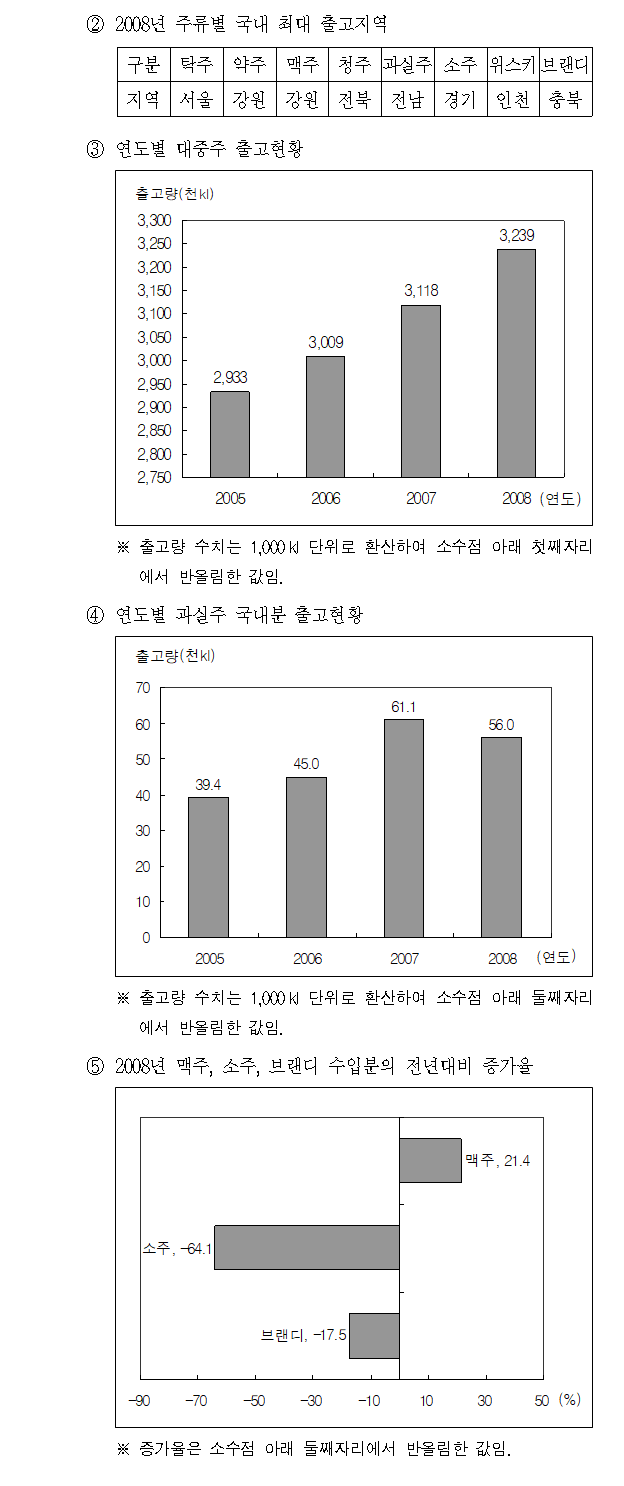 ② 2008년 주류별 국내 최대 출고지역
구분 탁주 약주 맥주 청주 과실주 소주 위스키 브랜디
지역 서울 강원 강원 전북 전남 경기 인천 충북
③ 연도별 대중주 출고현황
출고량(천㎘)
3,300
3,250
3,200
3,150
3,100
3,050
3,000
2,950
2,900
2,850
2,800
2,750
2,933
3,009
3,118
3,239
2005 2006 2007 2008 (연도)
※ 출고량 수치는 1,000㎘ 단위로 환산하여 소수점 아래 첫째자리
에서 반올림한 값임.
④ 연도별 과실주 국내분 출고현황
출고량(천㎘)
70
60
50
40
30
20
10
0
39.4
45.0
61.1
56.0
2005 2006 2007 2008 (연도)
※ 출고량 수치는 1,000㎘ 단위로 환산하여 소수점 아래 둘째자리
에서 반올림한 값임.
⑤ 2008년 맥주, 소주, 브랜디 수입분의 전년대비 증가율
맥주, 21.4
소주, -64.1
브랜디, -17.5
-90 -70 -50 -30 -10 10 30 50 (%)
※ 증가율은 소수점 아래 둘째자리에서 반올림한 값임.